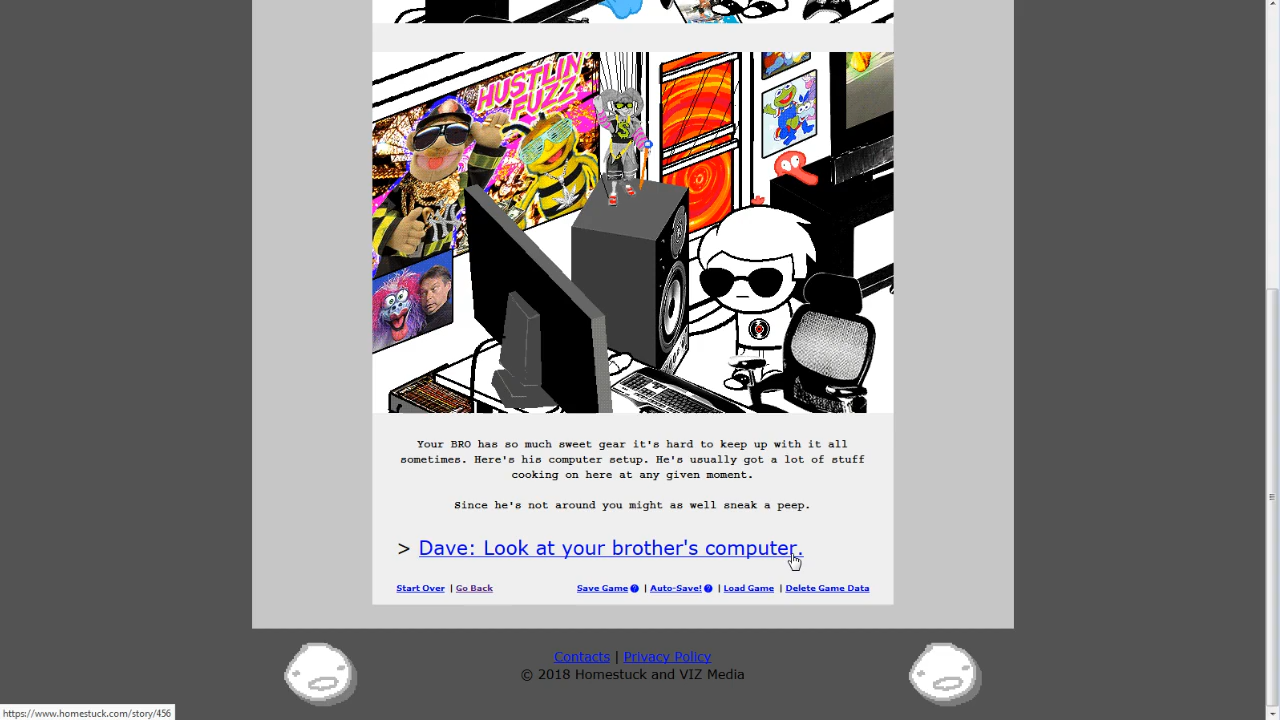 HUSTLIN
FUZZ
Your BRO has so much sweet gear it's hard to keep up with it all
sometimes. Here's his computer setup. He's usually got a lot of stuff
cooking on here at any given moment.
Since he's not around you might as well sneak a peep.
> Dave: Look at your brother's computer.
Start Over | Go Back Save Game ? | Auto-Save! ? | Load Game | Delete Game Data
Contacts | Privacy Policy
© 2018 Homestuck and VIZ Media
https://www.homestuck.com/story/456